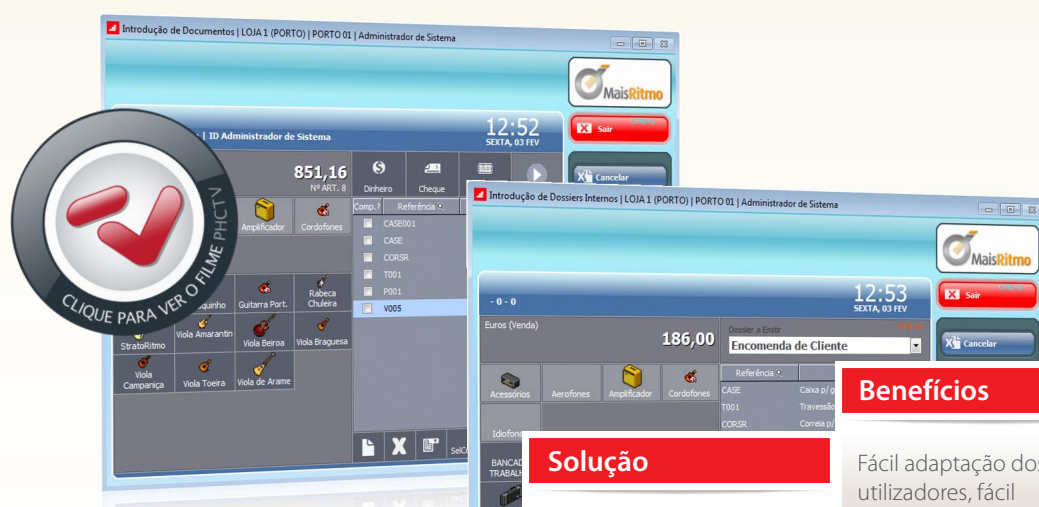 Introdução de Documentos | LOJA 1 (PORTO) | PORTO 01 | Administrador de Sistema
MaisRitmo
| ID Administrador de Sistema
12:52
SEXTA, 03 FEV
Sair
851,16
Nº ART. 8
Dinheiro
Cheque
Cancelar
Amplificador
Cordofones
Comp.?
Referência
CASE001
CASE
CORSR
T001
P001
V005
Guitarra Port.
Rabeca Chuleira
StratoRitmo
Viola Amarantin
Viola Beiroa
Viola Braguesa
Viola Campaniça
Viola Toeira
Viola de Arame
CLIQUE PARA VER O FILME PHCTV
Introdução de Dossiers Internos | LOJA 1 (PORTO) | PORTO 01 | Administrador de Sistema
MaisRitmo
- 0 - 0
12:53
SEXTA, 03 FEV
Sair
Euros (Venda)
186,00
Dossier a Emitir
Encomenda de Cliente
Cancelar
Acessórios
Aerofones
Amplificador
Cordofones
Referência
CASE
Caixa p/
T001
CORSR
Correia p/
BANCAD
TRABAL
Solução
Benefícios
Fácil adaptação dos
utilizadores, fácil